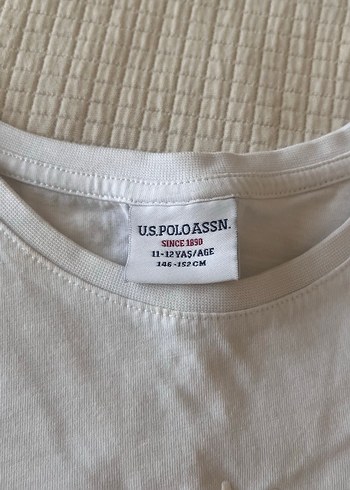 U.S. POLO ASSN.
SINCE 1890
11-12 YAŞ/AGE
146-152 CM